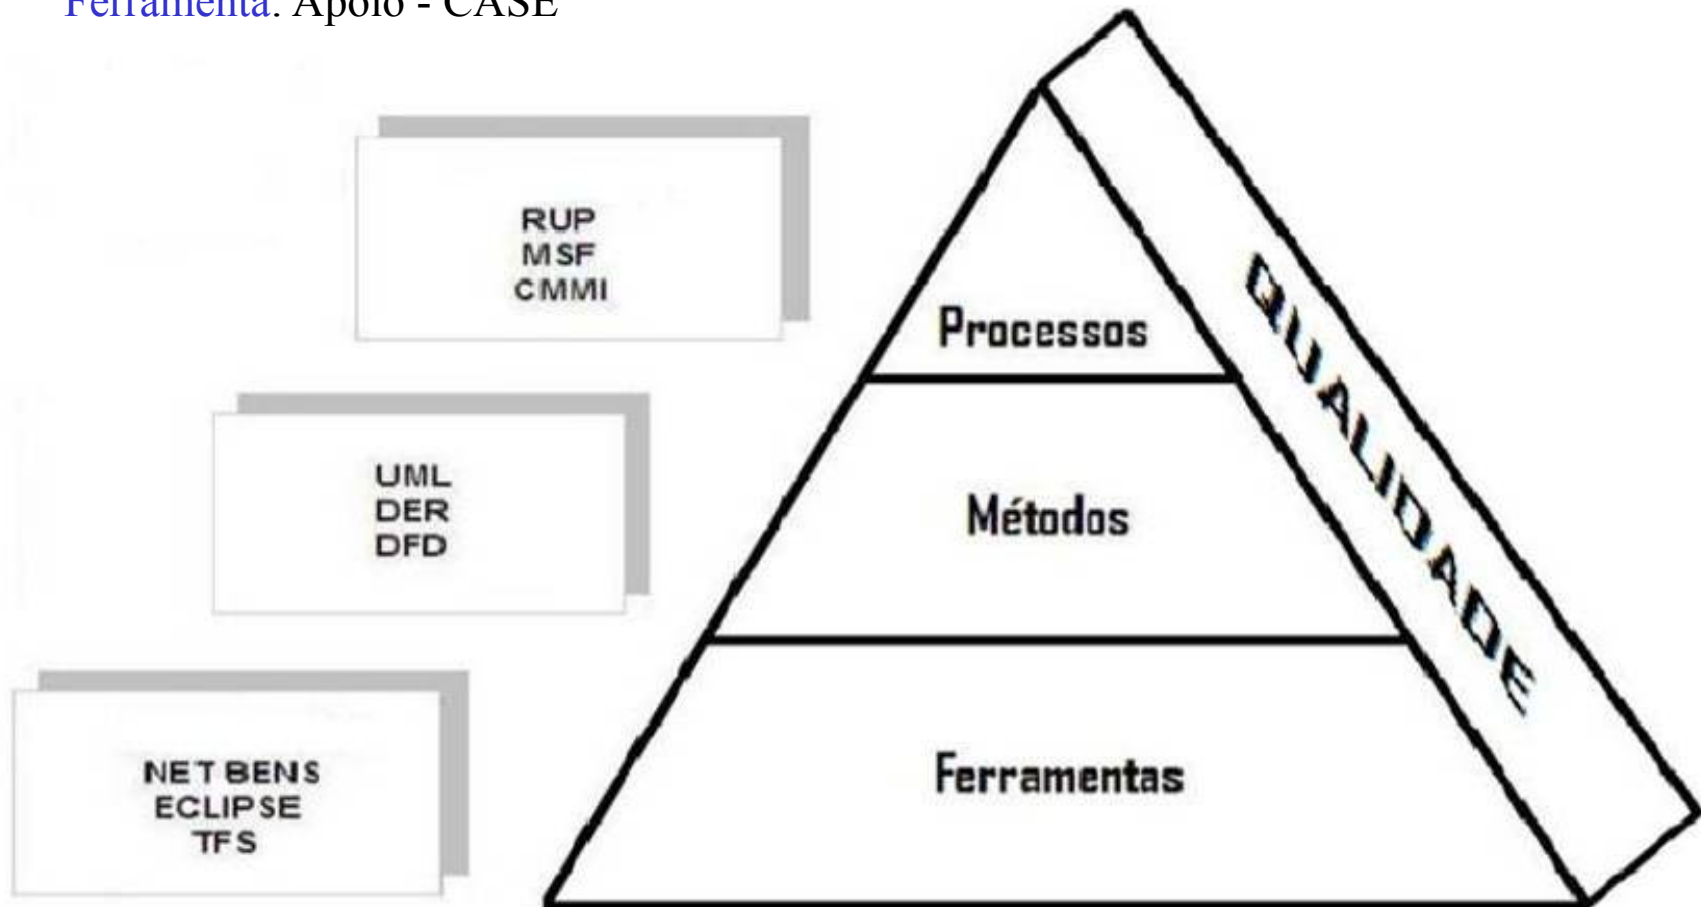 Ferramenta: Apoio - CASE
RUP
MSF
CMMI
Processos
QUALIDADE
UML
DER
DFD
Métodos
NET BENS
ECLIPSE
TFS
Ferramentas